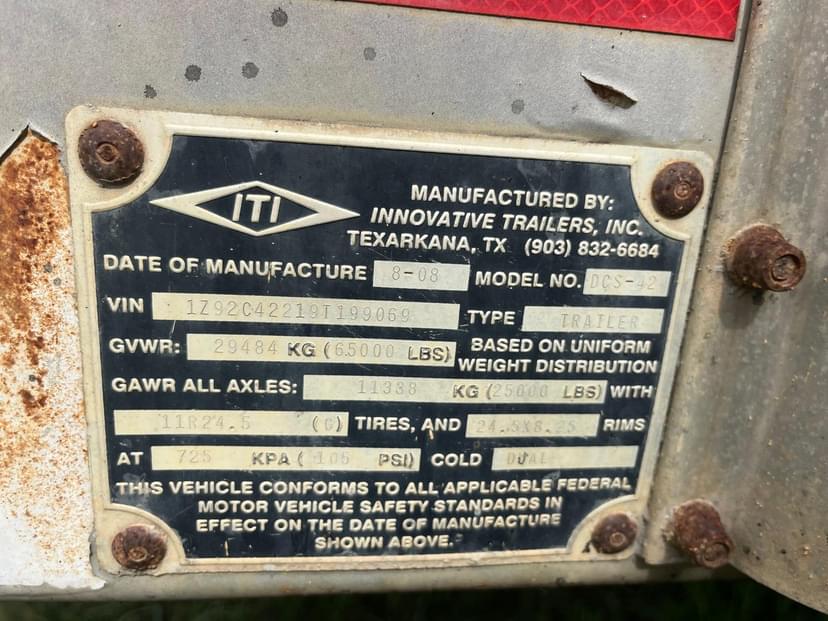 ITI
MANUFACTURED BY:
INNOVATIVE TRAILERS, INC.
TEXARKANA, TX (903) 832-6684
DATE OF MANUFACTURE 8-08 MODEL NO. DCS-42
VIN 1Z92C42219T199069 TYPE TRAILER
GVWR: 29484 KG (65000 LBS) BASED ON UNIFORM
WEIGHT DISTRIBUTION
GAWR ALL AXLES: 11338 KG (25000 LBS) WITH
11R24.5 (G) TIRES, AND 24.5X8.25 RIMS
AT 725 KPA (105 PSI) COLD DUAL
THIS VEHICLE CONFORMS TO ALL APPLICABLE FEDERAL
MOTOR VEHICLE SAFETY STANDARDS IN
EFFECT ON THE DATE OF MANUFACTURE
SHOWN ABOVE.